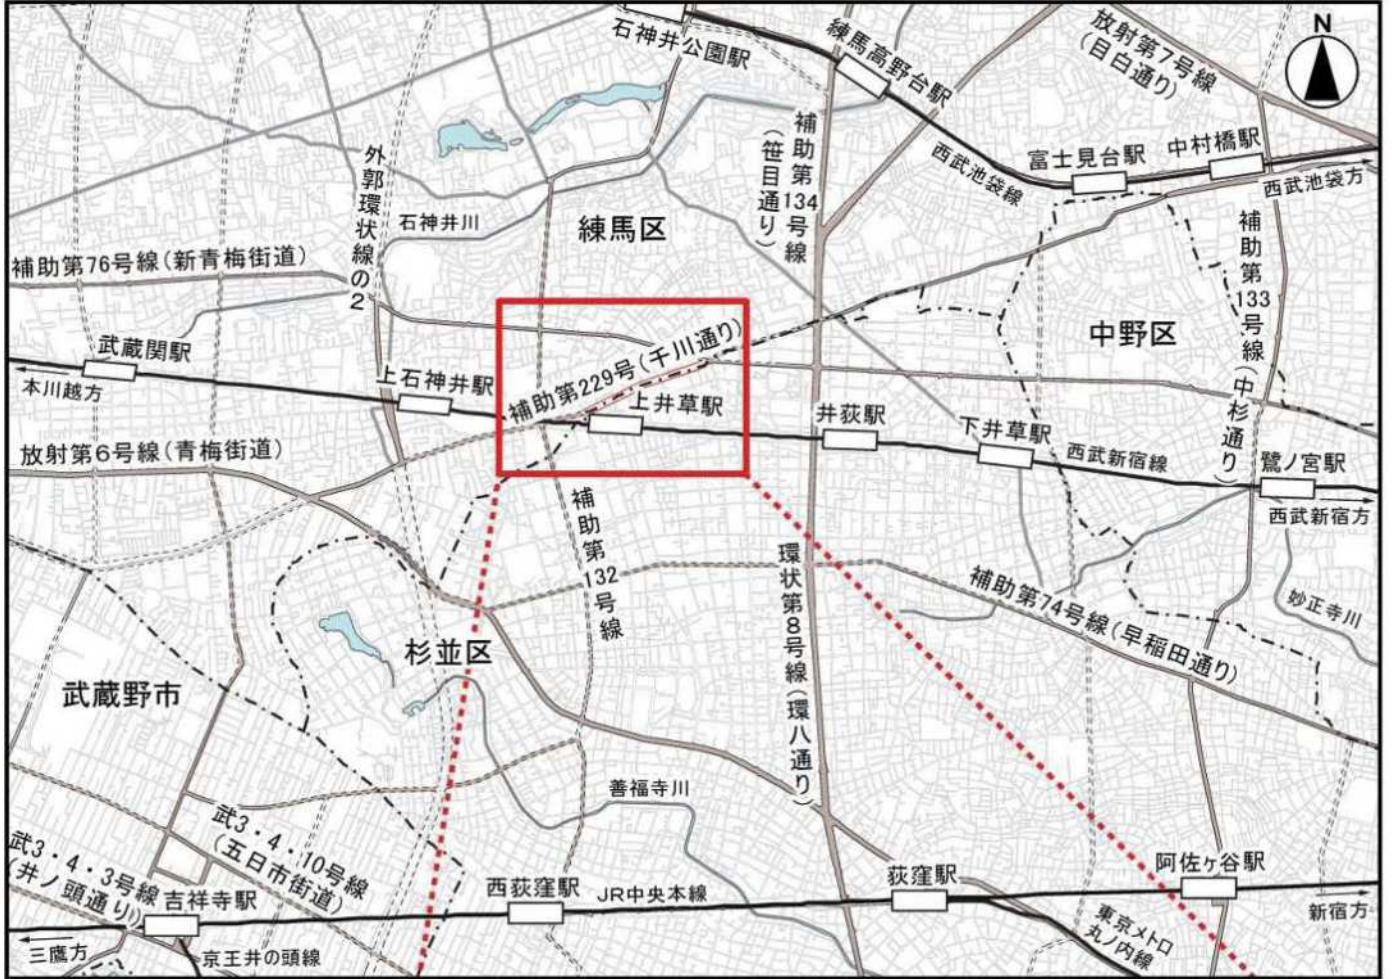 N
石神井公園駅
練馬高野台駅
放射第7号線
(目白通り)
補助第134号線
(笹目通り)
西武池袋線
富士見台駅
中村橋駅
西武池袋方
外郭環状線の2
石神井川
練馬区
補助第76号線(新青梅街道)
補助第133号線(中杉通り)
中野区
武蔵関駅
本川越方
上石神井駅
補助第229号(千川通り)
上井草駅
井荻駅
下井草駅
西武新宿線
鷺ノ宮駅
西武新宿方
放射第6号線(青梅街道)
補助第132号線
環状第8号線(環八通り)
補助第74号線(早稲田通り)
妙正寺川
杉並区
武蔵野市
善福寺川
武3・4・10号線
(五日市街道)
武3・4・3号線
(井ノ頭通り)
吉祥寺駅
西荻窪駅
JR中央本線
荻窪駅
阿佐ヶ谷駅
新宿方
東京メトロ
丸ノ内線
三鷹方
京王井の頭線